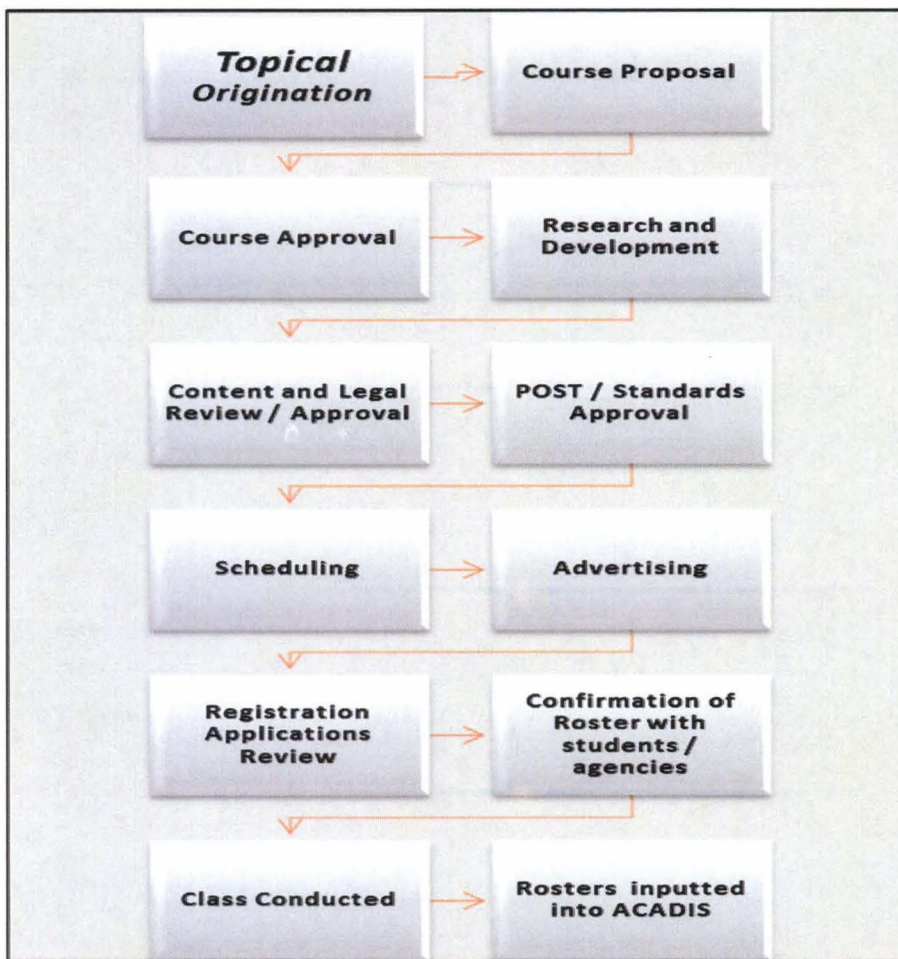 Topical
Origination
Course Proposal
Course Approval
Research and
Development
Content and Legal
Review / Approval
POST / Standards
Approval
Scheduling
Advertising
Registration
Applications
Review
Confirmation of
Roster with
students /
agencies
Class Conducted
Rosters inputted
into ACADIS